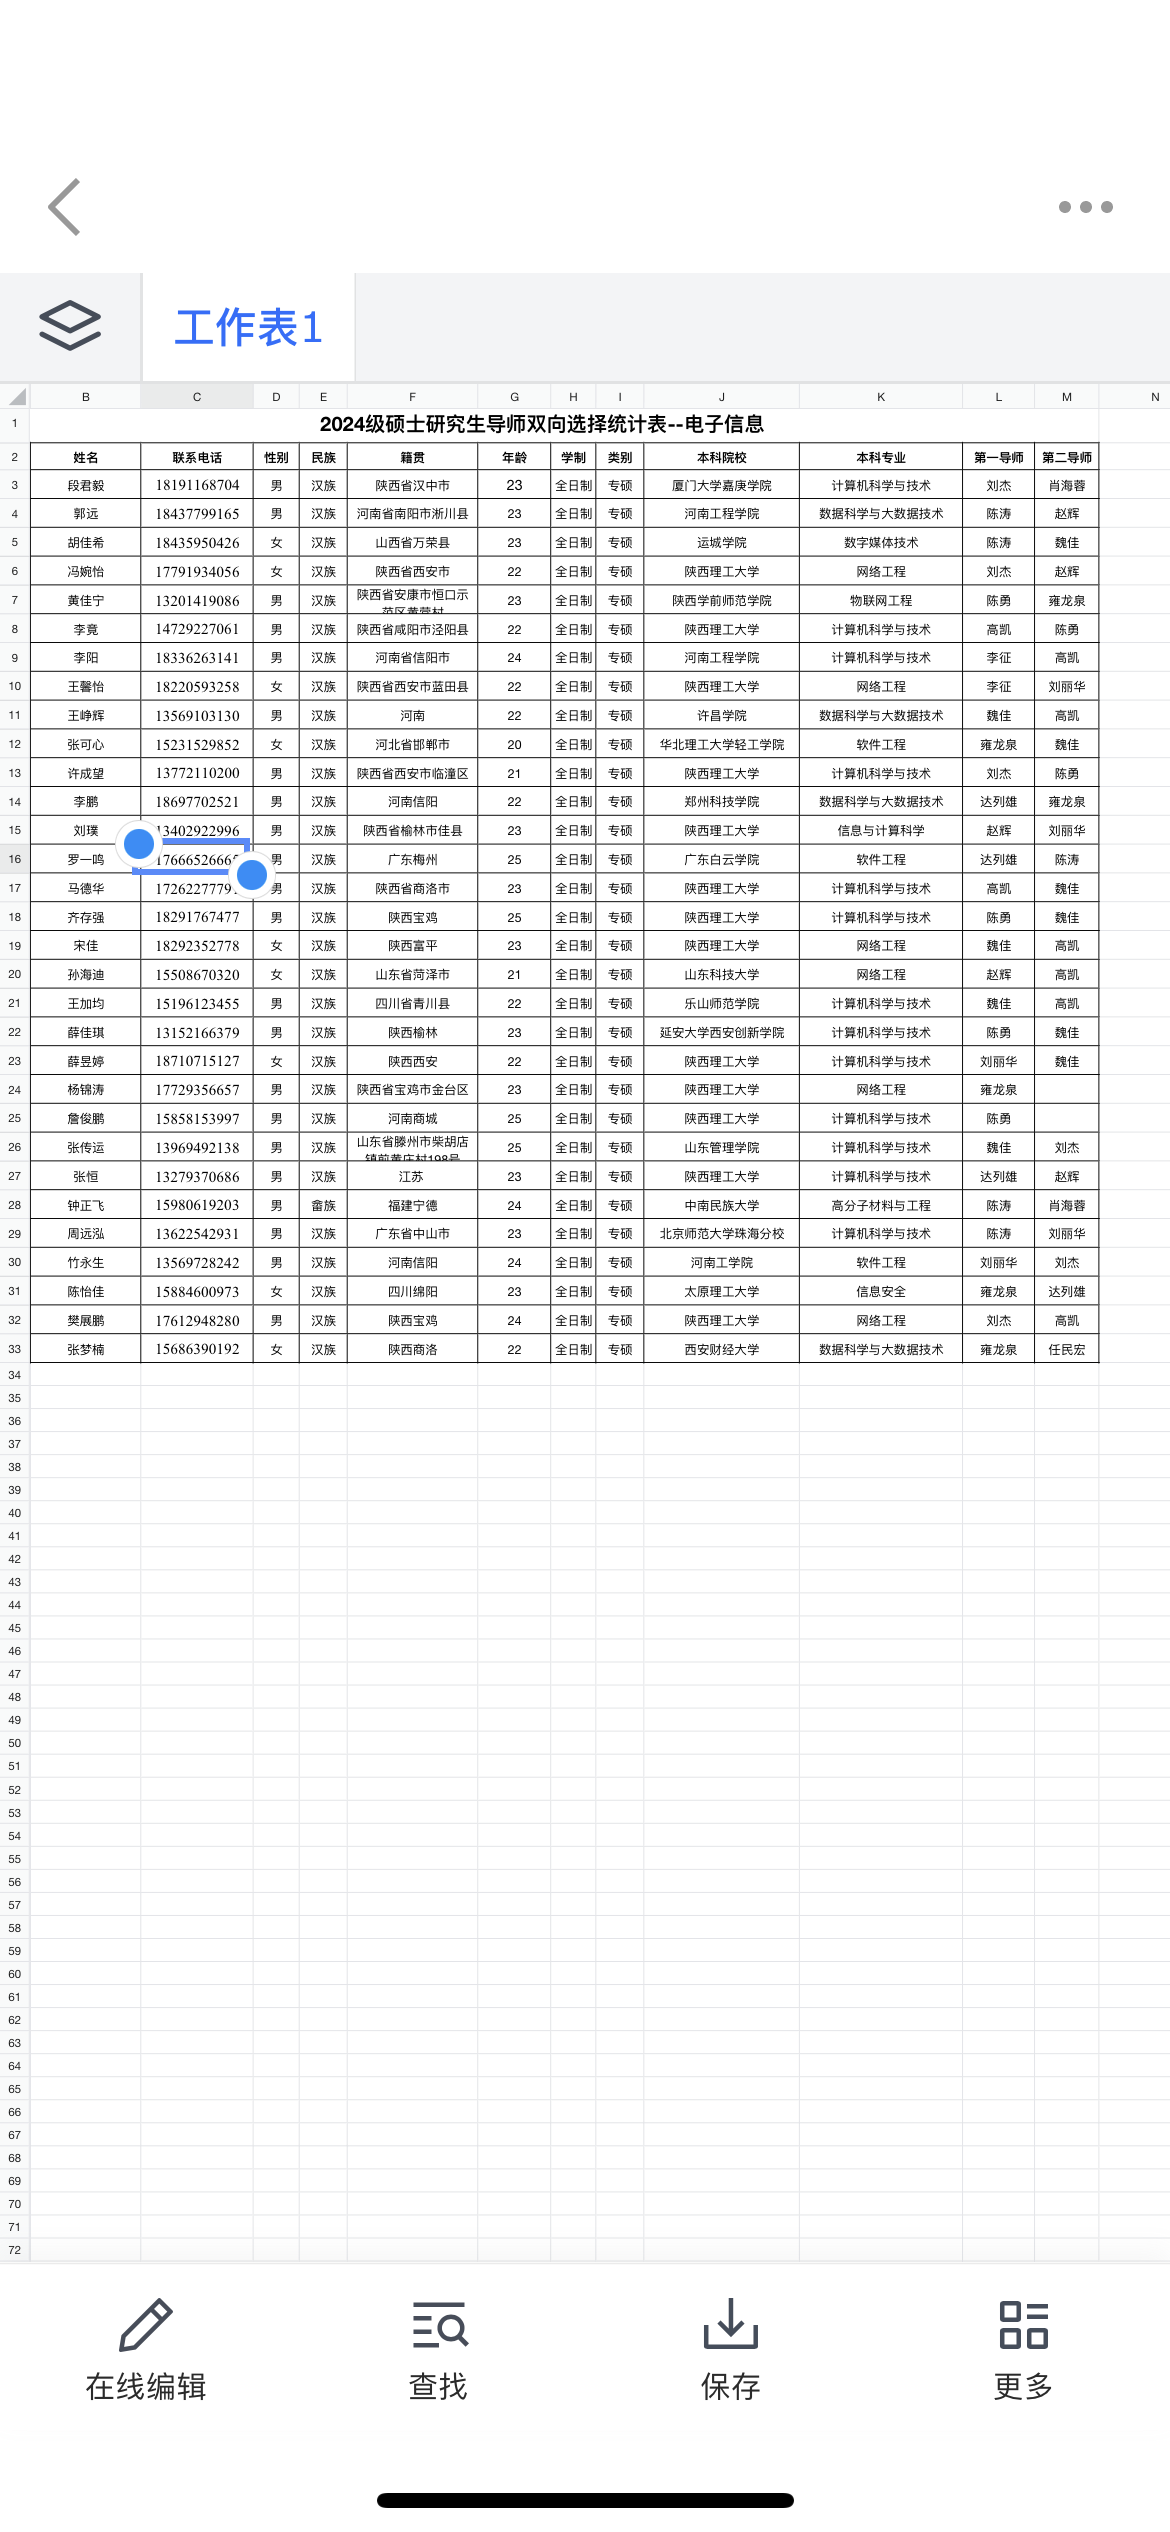 工作表1
B C D E F G H I J K L M N
1 2024级硕士研究生导师双向选择统计表--电子信息
2 姓名 联系电话 性别 民族 籍贯 年龄 学制 类别 本科院校 本科专业 第一导师 第二导师
3 段君毅 18191168704 男 汉族 陕西省汉中市 23 全日制 专硕 厦门大学嘉庚学院 计算机科学与技术 刘杰 肖海蓉
4 郭远 18437799165 男 汉族 河南省南阳市淅川县 23 全日制 专硕 河南工程学院 数据科学与大数据技术 陈涛 赵辉
5 胡佳希 18435950426 女 汉族 山西省万荣县 23 全日制 专硕 运城学院 数字媒体技术 陈涛 魏佳
6 冯婉怡 17791934056 女 汉族 陕西省西安市 22 全日制 专硕 陕西理工大学 网络工程 刘杰 赵辉
7 黄佳宁 13201419086 男 汉族 陕西省安康市恒口示 23 全日制 专硕 陕西学前师范学院 物联网工程 陈勇 雍龙泉
8 李竟 14729227061 男 汉族 陕西省咸阳市泾阳县 22 全日制 专硕 陕西理工大学 计算机科学与技术 高凯 陈勇
9 李阳 18336263141 男 汉族 河南省信阳市 24 全日制 专硕 河南工程学院 计算机科学与技术 李征 高凯
10 王馨怡 18220593258 女 汉族 陕西省西安市蓝田县 22 全日制 专硕 陕西理工大学 网络工程 李征 刘丽华
11 王峥辉 13569103130 男 汉族 河南 22 全日制 专硕 许昌学院 数据科学与大数据技术 魏佳 高凯
12 张可心 15231529852 女 汉族 河北省邯郸市 20 全日制 专硕 华北理工大学轻工学院 软件工程 雍龙泉 魏佳
13 许成望 13772110200 男 汉族 陕西省西安市临潼区 21 全日制 专硕 陕西理工大学 计算机科学与技术 刘杰 陈勇
14 李鹏 18697702521 男 汉族 河南信阳 22 全日制 专硕 郑州科技学院 数据科学与大数据技术 达列雄 雍龙泉
15 刘璞 13402922996 男 汉族 陕西省榆林市佳县 23 全日制 专硕 陕西理工大学 信息与计算科学 赵辉 刘丽华
16 罗一鸣 1766652666 男 汉族 广东梅州 25 全日制 专硕 广东白云学院 软件工程 达列雄 陈涛
17 马德华 1726227779 男 汉族 陕西省商洛市 23 全日制 专硕 陕西理工大学 计算机科学与技术 高凯 魏佳
18 齐存强 18291767477 男 汉族 陕西宝鸡 25 全日制 专硕 陕西理工大学 计算机科学与技术 陈勇 魏佳
19 宋佳 18292352778 女 汉族 陕西富平 23 全日制 专硕 陕西理工大学 网络工程 魏佳 高凯
20 孙海迪 15508670320 女 汉族 山东省菏泽市 21 全日制 专硕 山东科技大学 网络工程 赵辉 高凯
21 王加均 15196123455 男 汉族 四川省青川县 22 全日制 专硕 乐山师范学院 计算机科学与技术 魏佳 高凯
22 薛佳琪 13152166379 男 汉族 陕西榆林 23 全日制 专硕 延安大学西安创新学院 计算机科学与技术 陈勇 魏佳
23 薛昱婷 18710715127 女 汉族 陕西西安 22 全日制 专硕 陕西理工大学 计算机科学与技术 刘丽华 魏佳
24 杨锦涛 17729356657 男 汉族 陕西省宝鸡市金台区 23 全日制 专硕 陕西理工大学 网络工程 雍龙泉
25 詹俊鹏 15858153997 男 汉族 河南商城 25 全日制 专硕 陕西理工大学 计算机科学与技术 陈勇
26 张传运 13969492138 男 汉族 山东省滕州市柴胡店 25 全日制 专硕 山东管理学院 计算机科学与技术 魏佳 刘杰
27 张恒 13279370686 男 汉族 江苏 23 全日制 专硕 陕西理工大学 计算机科学与技术 达列雄 赵辉
28 钟正飞 15980619203 男 畲族 福建宁德 24 全日制 专硕 中南民族大学 高分子材料与工程 陈涛 肖海蓉
29 周远泓 13622542931 男 汉族 广东省中山市 23 全日制 专硕 北京师范大学珠海分校 计算机科学与技术 陈涛 刘丽华
30 竹永生 13569728242 男 汉族 河南信阳 24 全日制 专硕 河南工学院 软件工程 刘丽华 刘杰
31 陈怡佳 15884600973 女 汉族 四川绵阳 23 全日制 专硕 太原理工大学 信息安全 雍龙泉 达列雄
32 樊展鹏 17612948280 男 汉族 陕西宝鸡 24 全日制 专硕 陕西理工大学 网络工程 刘杰 高凯
33 张梦楠 15686390192 女 汉族 陕西商洛 22 全日制 专硕 西安财经大学 数据科学与大数据技术 雍龙泉 任民宏
34
35
36
37
38
39
40
41
42
43
44
45
46
47
48
49
50
51
52
53
54
55
56
57
58
59
60
61
62
63
64
65
66
67
68
69
70
71
72
在线编辑 查找 保存 更多